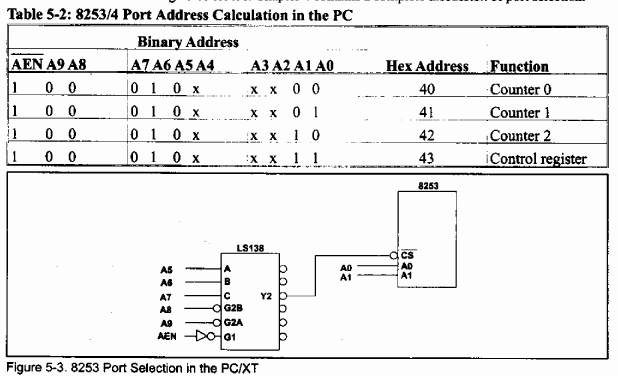 Table 5-2: 8253/4 Port Address Calculation in the PC
Binary Address
AEN A9 A8 A7 A6 A5 A4 A3 A2 A1 A0 Hex Address Function
1 0 0 0 1 0 x x x 0 0 40 Counter 0
1 0 0 0 1 0 x x x 0 1 41 Counter 1
1 0 0 0 1 0 x x x 1 0 42 Counter 2
1 0 0 0 1 0 x x x 1 1 43 Control register
8253
LS138
CS
A0 A0
A1 A1
A5 A
A6 B
A7 C Y2
A8 G2B
A9 G2A
AEN G1
Figure 5-3. 8253 Port Selection in the PC/XT